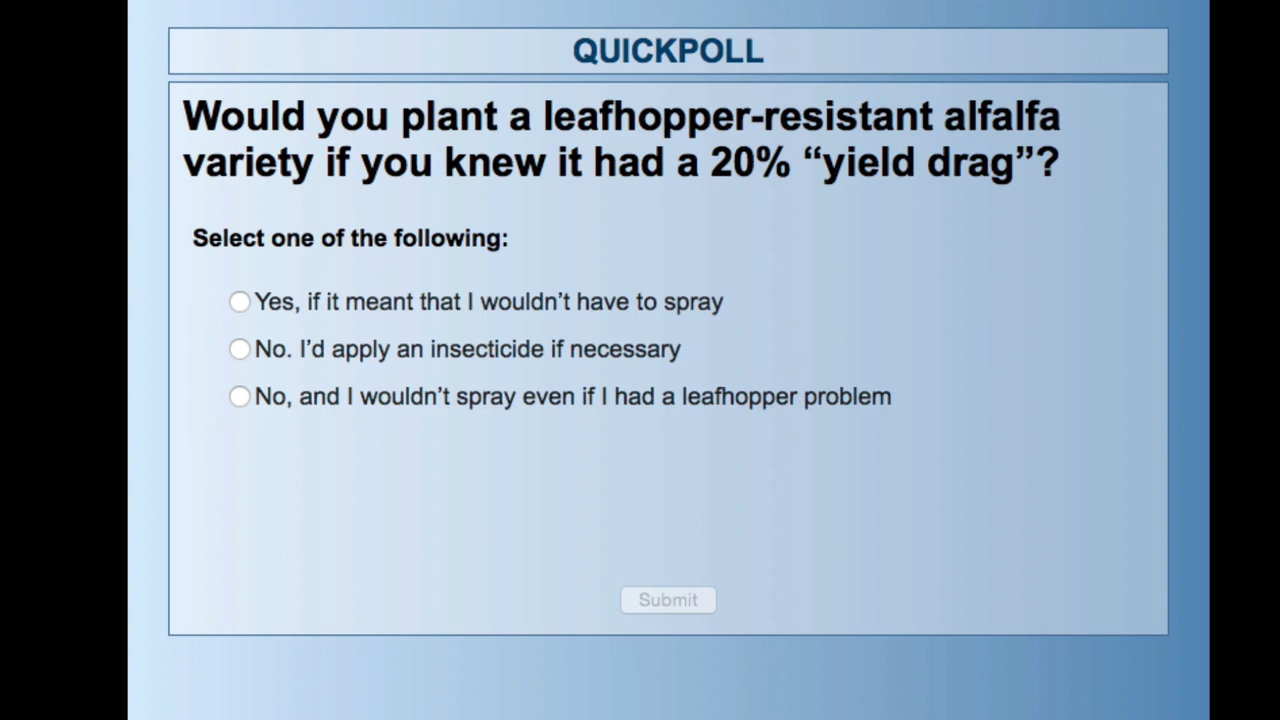 QUICKPOLL
Would you plant a leafhopper-resistant alfalfa
variety if you knew it had a 20% “yield drag”?
Select one of the following:
Yes, if it meant that I wouldn’t have to spray
No. I’d apply an insecticide if necessary
No, and I wouldn’t spray even if I had a leafhopper problem
Submit